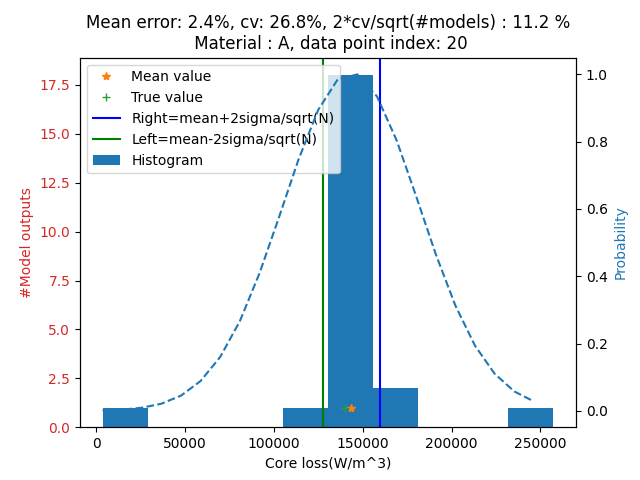 Mean error: 2.4%, cv: 26.8%, 2*cv/sqrt(#models) : 11.2 %
Material : A, data point index: 20
Mean value
True value
Right=mean+2sigma/sqrt(N)
Left=mean-2sigma/sqrt(N)
Histogram
17.5
15.0
12.5
10.0
7.5
5.0
2.5
0.0
#Model outputs
1.0
0.8
0.6
0.4
0.2
0.0
Probability
0 50000 100000 150000 200000 250000
Core loss(W/m^3)